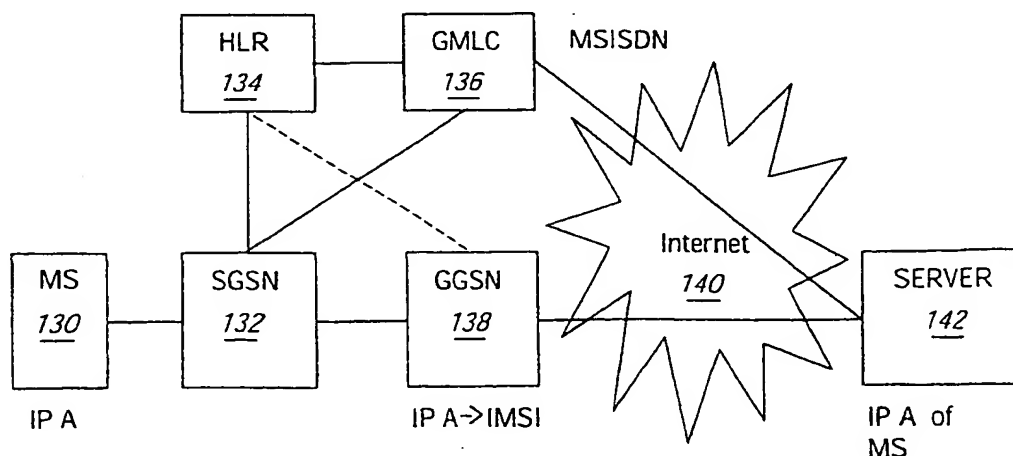 HLR
134
GMLC
136
MSISDN
MS
130
SGSN
132
GGSN
138
Internet
140
SERVER
142
IP A
IP A->IMSI
IP A of
MS